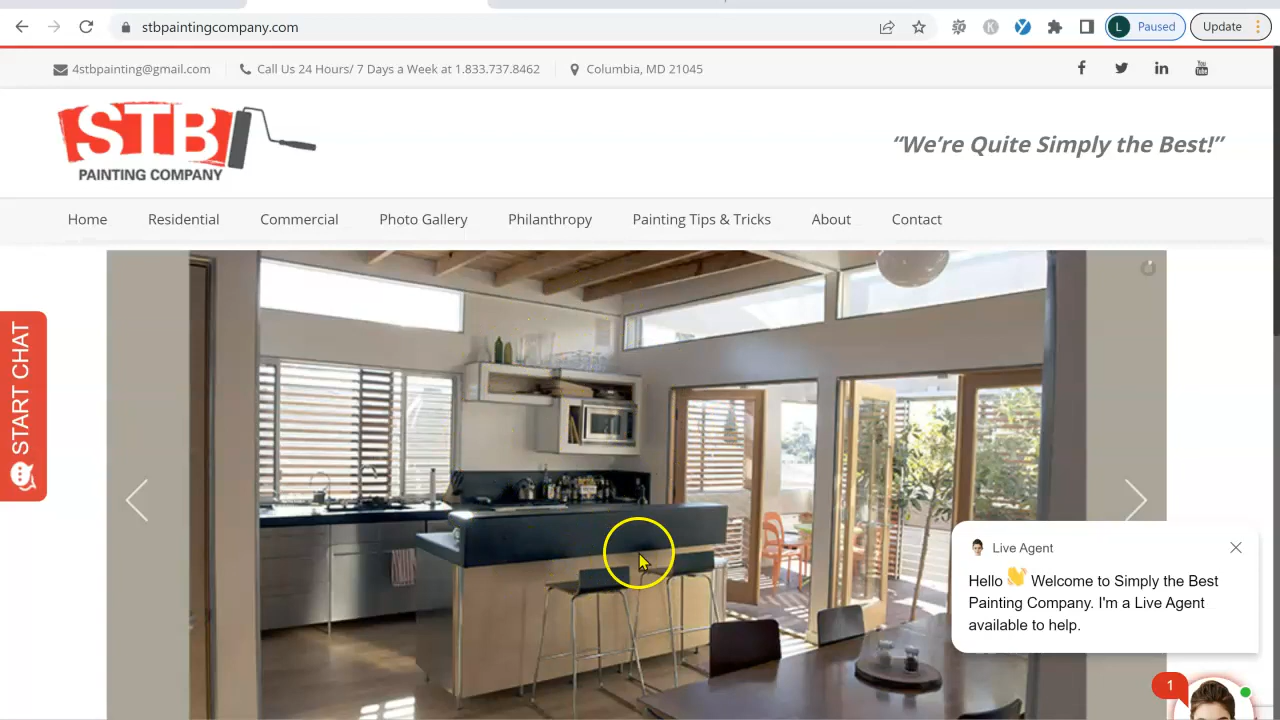 stbpaintingcompany.com
L Paused Update
4stbpainting@gmail.com Call Us 24 Hours/ 7 Days a Week at 1.833.737.8462 Columbia, MD 21045
You Tube
STB
PAINTING COMPANY
“We’re Quite Simply the Best!”
Home Residential Commercial Photo Gallery Philanthropy Painting Tips & Tricks About Contact
START CHAT
Live Agent
Hello 👋 Welcome to Simply the Best
Painting Company. I'm a Live Agent
available to help.
1